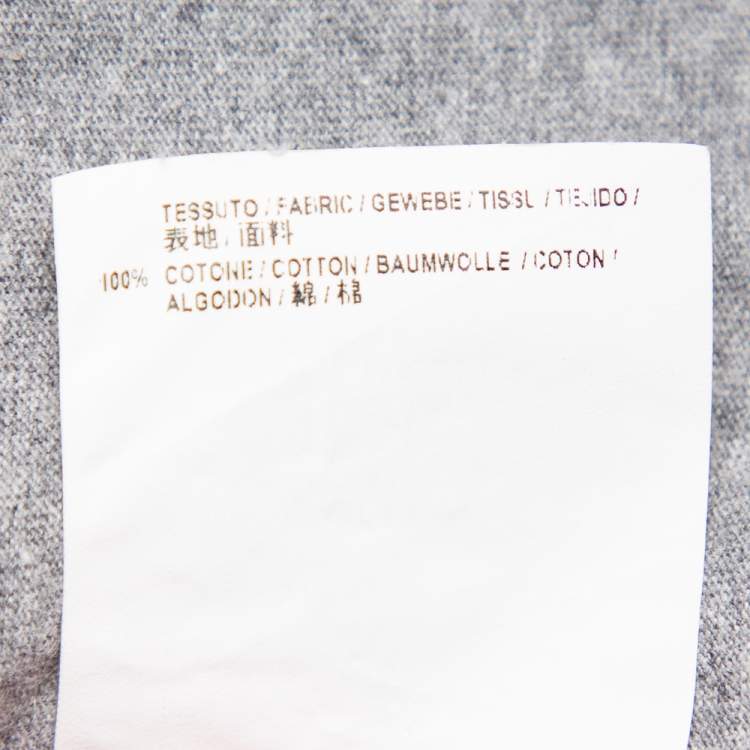 TESSUTO / FABRIC / GEWEBE / TISSU / TEJIDO /
表地 / 面料
100% COTONE / COTTON / BAUMWOLLE / COTON /
ALGODON / 綿 / 棉